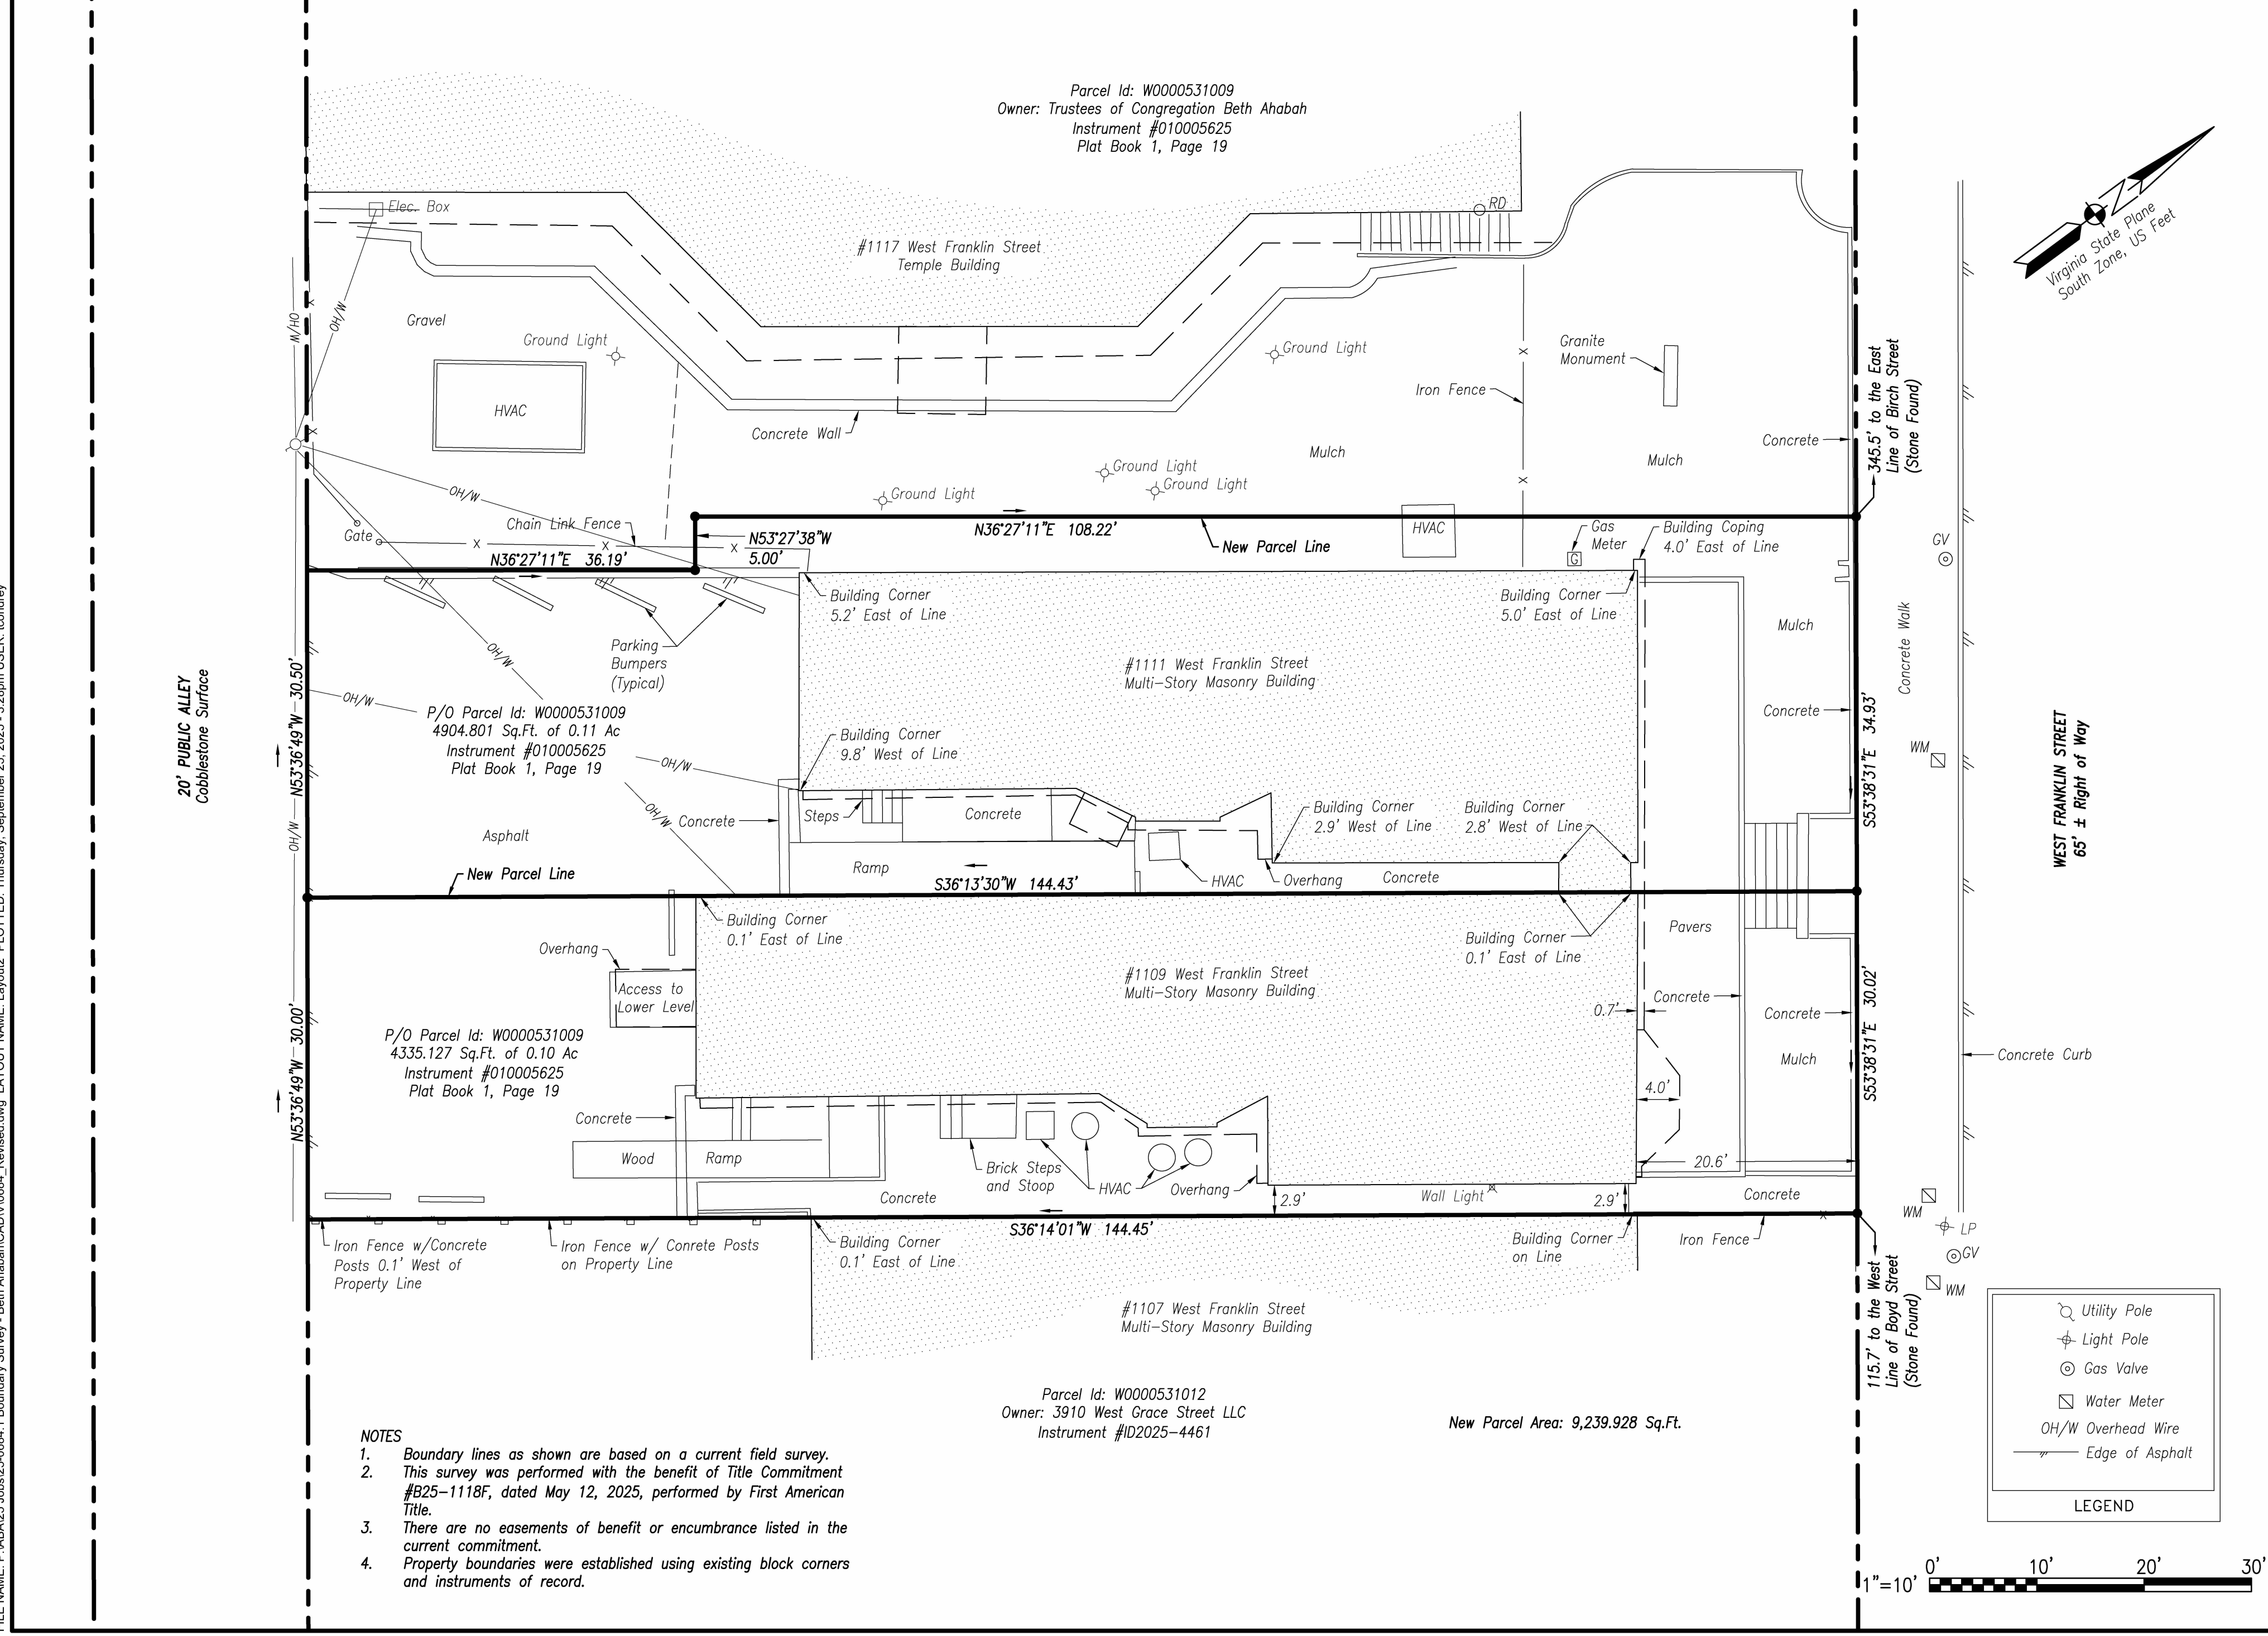 Parcel Id: W0000531009
Owner: Trustees of Congregation Beth Ahabah
Instrument #010005625
Plat Book 1, Page 19
Virginia State Plane
South Zone, US Feet
Elec. Box
RD
#1117 West Franklin Street
Temple Building
OH/W
OH/W
Gravel
Ground Light
Ground Light
Granite
Monument
HVAC
Iron Fence
Concrete Wall
345.5' to the East
Line of Birch Street
(Stone Found)
Concrete
Mulch
Mulch
Ground Light
Ground Light
Ground Light
OH/W
Gate
Chain Link Fence
N53°27'38"W
5.00'
N36°27'11"E 108.22'
New Parcel Line
HVAC
Gas
Meter
G
Building Coping
4.0' East of Line
GV
N36°27'11"E 36.19'
Building Corner
5.2' East of Line
Building Corner
5.0' East of Line
Parking
Bumpers
(Typical)
OH/W
OH/W
#1111 West Franklin Street
Multi-Story Masonry Building
Mulch
Concrete Walk
Concrete
20' PUBLIC ALLEY
Cobblestone Surface
N53°36'49"W 30.50'
P/O Parcel Id: W0000531009
4904.801 Sq.Ft. of 0.11 Ac
Instrument #010005625
Plat Book 1, Page 19
Building Corner
9.8' West of Line
OH/W
OH/W
OH/W
S53°38'31"E 34.93'
WM
WEST FRANKLIN STREET
65' ± Right of Way
Asphalt
Concrete
Steps
Concrete
Building Corner
2.9' West of Line
Building Corner
2.8' West of Line
Ramp
HVAC
Overhang
Concrete
New Parcel Line
S36°13'30"W 144.43'
Building Corner
0.1' East of Line
Building Corner
0.1' East of Line
Overhang
Access to
Lower Level
#1109 West Franklin Street
Multi-Story Masonry Building
Pavers
Concrete
0.7'
Concrete
Mulch
S53°38'31"E 30.02'
Concrete Curb
N53°36'49"W 30.00'
P/O Parcel Id: W0000531009
4335.127 Sq.Ft. of 0.10 Ac
Instrument #010005625
Plat Book 1, Page 19
4.0'
Concrete
Wood Ramp
Brick Steps
and Stoop
HVAC
Overhang
20.6'
Concrete
2.9'
Wall Light
2.9'
Concrete
S36°14'01"W 144.45'
WM
LP
GV
WM
Iron Fence w/Concrete
Posts 0.1' West of
Property Line
Iron Fence w/ Conrete Posts
on Property Line
Building Corner
0.1' East of Line
Building Corner
on Line
Iron Fence
115.7' to the West
Line of Boyd Street
(Stone Found)
#1107 West Franklin Street
Multi-Story Masonry Building
Utility Pole
Light Pole
Gas Valve
Water Meter
OH/W Overhead Wire
Edge of Asphalt
LEGEND
Parcel Id: W0000531012
Owner: 3910 West Grace Street LLC
Instrument #ID2025-4461
New Parcel Area: 9,239.928 Sq.Ft.
NOTES
1. Boundary lines as shown are based on a current field survey.
2. This survey was performed with the benefit of Title Commitment
#B25-1118F, dated May 12, 2025, performed by First American
Title.
3. There are no easements of benefit or encumbrance listed in the
current commitment.
4. Property boundaries were established using existing block corners
and instruments of record.
0' 10' 20' 30'
1"=10'